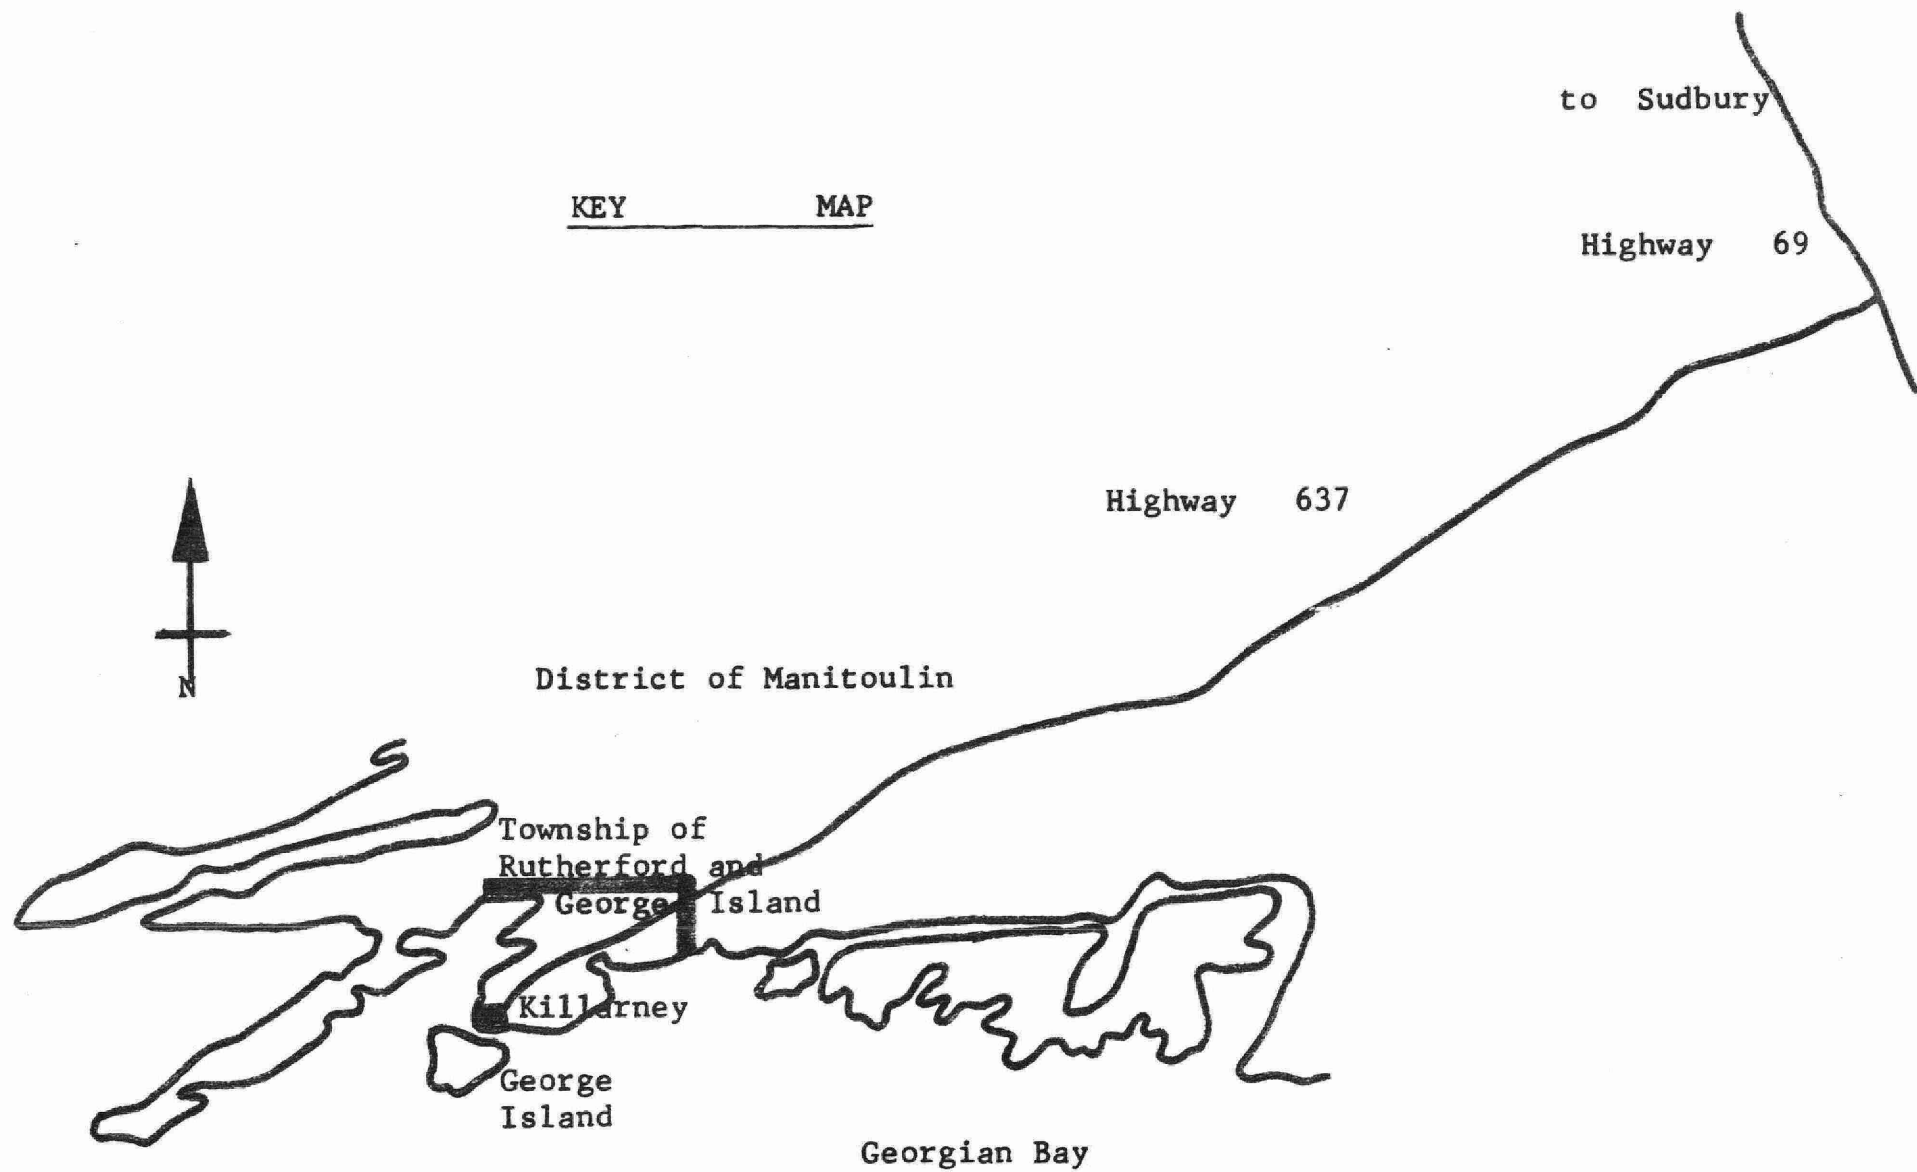 to Sudbury
KEY MAP
Highway 69
Highway 637
N
District of Manitoulin
Township of
Rutherford and
George Island
Killarney
George
Island
Georgian Bay